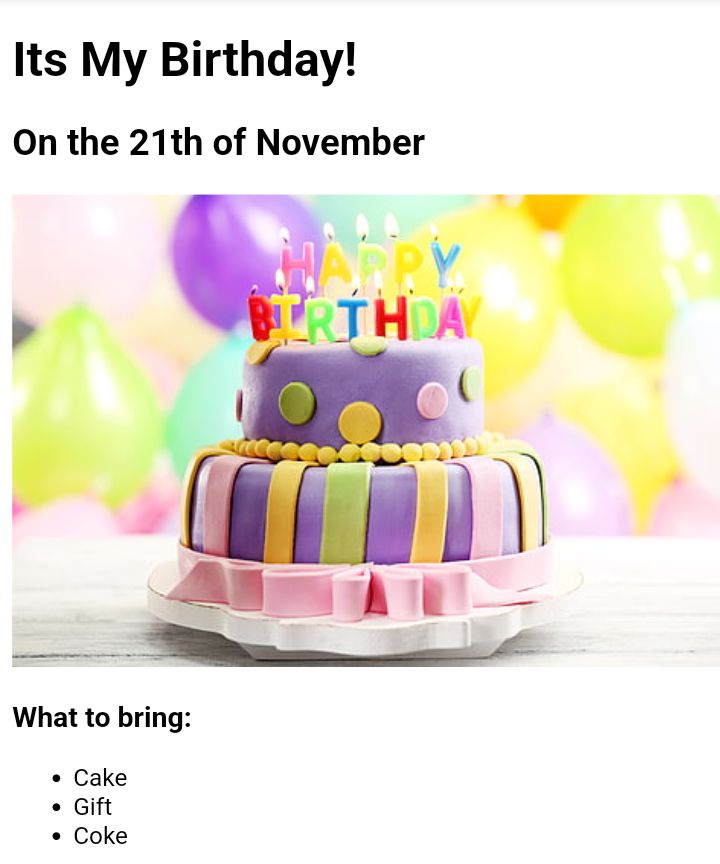 Its My Birthday!
On the 21th of November
HAPPY
BIRTHDAY
What to bring:
Cake
Gift
Coke